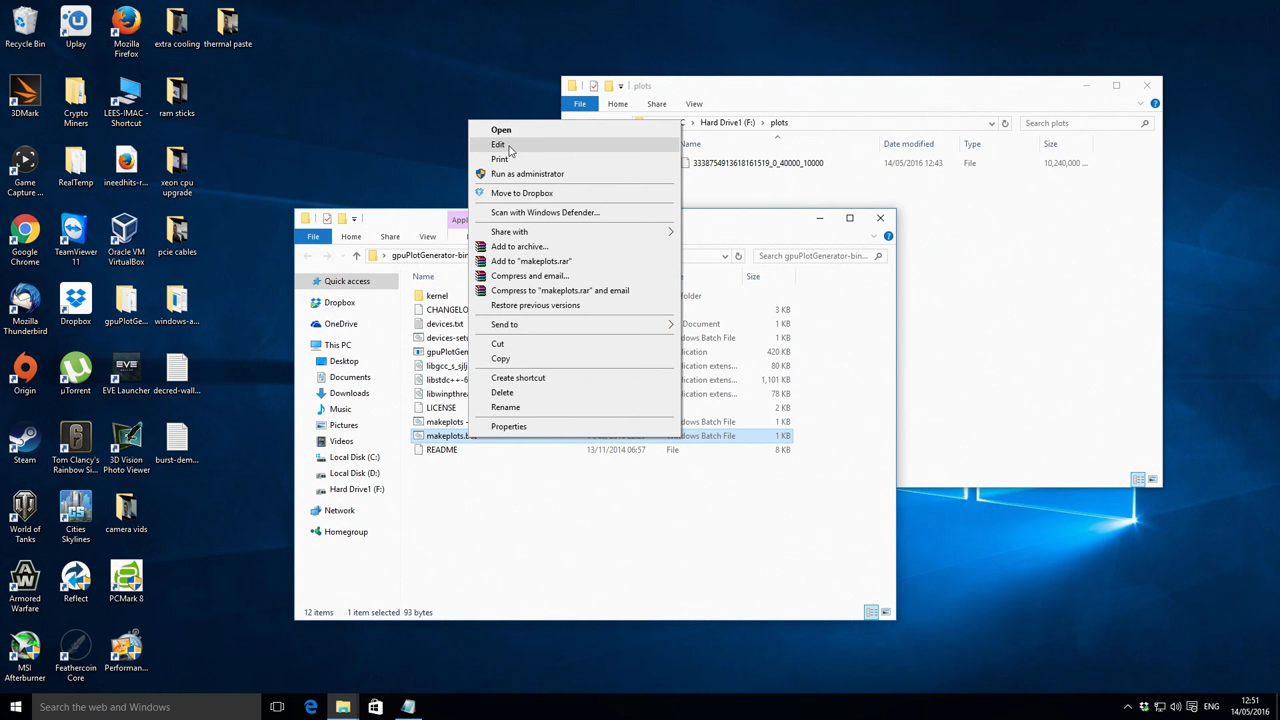 Recycle Bin
Uplay
Mozilla Firefox
extra cooling
thermal paste
3DMark
Crypto Miners
LEES-IMAC - Shortcut
ram sticks
Game Capture ...
RealTemp
ineedhits-r...
xeon cpu upgrade
Google Chrome
TeamViewer 11
Oracle VM VirtualBox
pcie cables
Mozilla Thunderbird
Dropbox
gpuPlotG...
windows-a...
Origin
µTorrent
EVE Launcher
decred-wall...
Steam
Tom Clancy's Rainbow Si...
3D Vision Photo Viewer
burst-dem...
World of Tanks
Cities Skylines
camera vids
Armored Warfare
Reflect
PCMark 8
MSI Afterburner
Feathercoin Core
Performan...
plots
File Home Share View
Hard Drive1 (F:) plots
Search plots
Name Date modified Type Size
3338754913618161519_0_40000_10000 14/05/2016 12:43 File 10,240,000 ...
Appl
File Home Share View
gpuPlotGenerator-bin
Search gpuPlotGenerator-bin...
Quick access
Dropbox
OneDrive
This PC
Desktop
Documents
Downloads
Music
Pictures
Videos
Local Disk (C:)
Local Disk (D:)
Hard Drive1 (F:)
Network
Homegroup
Name Size
kernel
CHANGELO 3 KB
devices.txt 1 KB
devices-setu 1 KB
gpuPlotGen 420 KB
libgcc_s_sjlj 80 KB
libstdc++-6 1,101 KB
libwinpthrea 78 KB
LICENSE 2 KB
makeplots - Windows Batch File 1 KB
makeplots.b Windows Batch File 1 KB
README 13/11/2014 06:57 File 8 KB
12 items 1 item selected 93 bytes
Open
Edit
Print
Run as administrator
Move to Dropbox
Scan with Windows Defender...
Share with
Add to archive...
Add to "makeplots.rar"
Compress and email...
Compress to "makeplots.rar" and email
Restore previous versions
Send to
Cut
Copy
Create shortcut
Delete
Rename
Properties
Search the web and Windows
ENG
12:51
14/05/2016